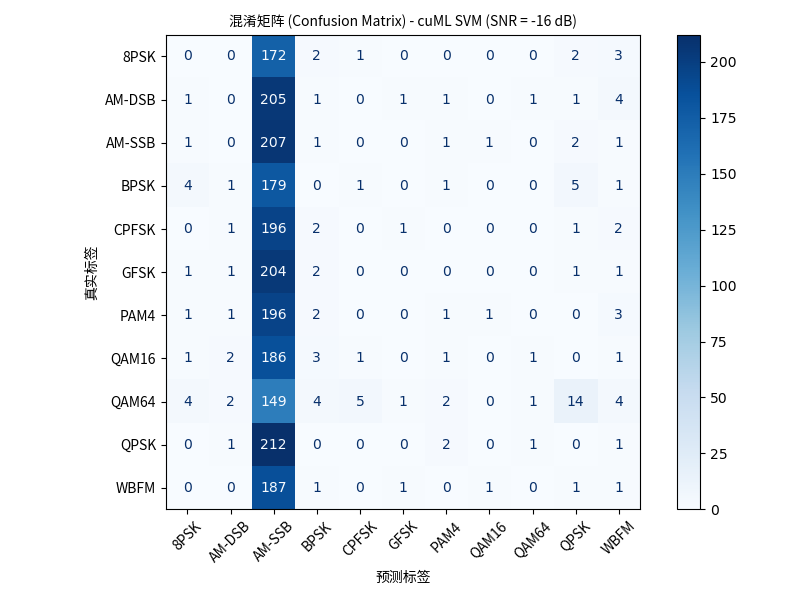 混淆矩阵 (Confusion Matrix) - cuML SVM (SNR = -16 dB)
真实标签
8PSK 0 0 172 2 1 0 0 0 0 2 3
AM-DSB 1 0 205 1 0 1 1 0 1 1 4
AM-SSB 1 0 207 1 0 0 1 1 0 2 1
BPSK 4 1 179 0 1 0 1 0 0 5 1
CPFSK 0 1 196 2 0 1 0 0 0 1 2
GFSK 1 1 204 2 0 0 0 0 0 1 1
PAM4 1 1 196 2 0 0 1 1 0 0 3
QAM16 1 2 186 3 1 0 1 0 1 0 1
QAM64 4 2 149 4 5 1 2 0 1 14 4
QPSK 0 1 212 0 0 0 2 0 1 0 1
WBFM 0 0 187 1 0 1 0 1 0 1 1
8PSK AM-DSB AM-SSB BPSK CPFSK GFSK PAM4 QAM16 QAM64 QPSK WBFM
预测标签
200
175
150
125
100
75
50
25
0